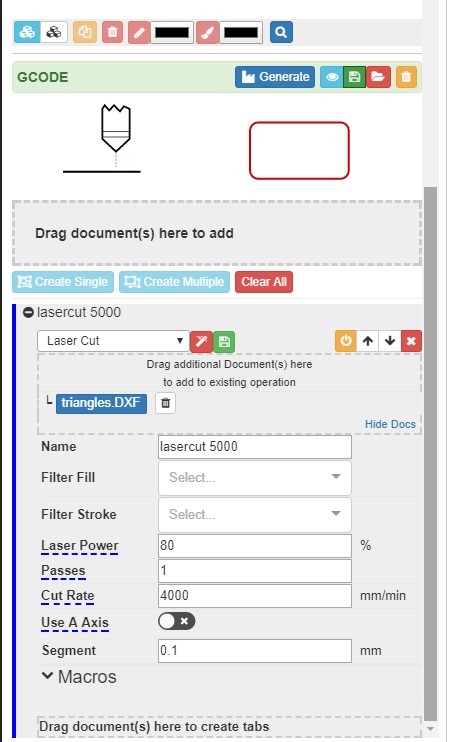 GCODE
Generate
Drag document(s) here to add
Create Single Create Multiple Clear All
lasercut 5000
Laser Cut
Drag additional Document(s) here
to add to existing operation
triangles.DXF
Hide Docs
Name lasercut 5000
Filter Fill Select...
Filter Stroke Select...
Laser Power 80 %
Passes 1
Cut Rate 4000 mm/min
Use A Axis
Segment 0.1 mm
Macros
Drag document(s) here to create tabs